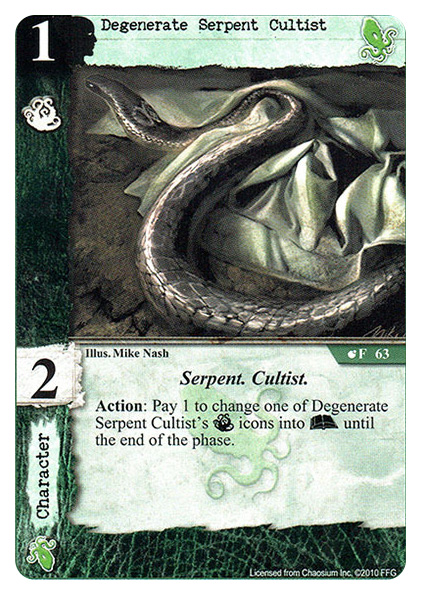 1
Degenerate Serpent Cultist
Illus. Mike Nash
F 63
2
Serpent. Cultist.
Action: Pay 1 to change one of Degenerate
Serpent Cultist's icons into until
the end of the phase.
Character
Licensed from Chaosium Inc. ©2010 FFG